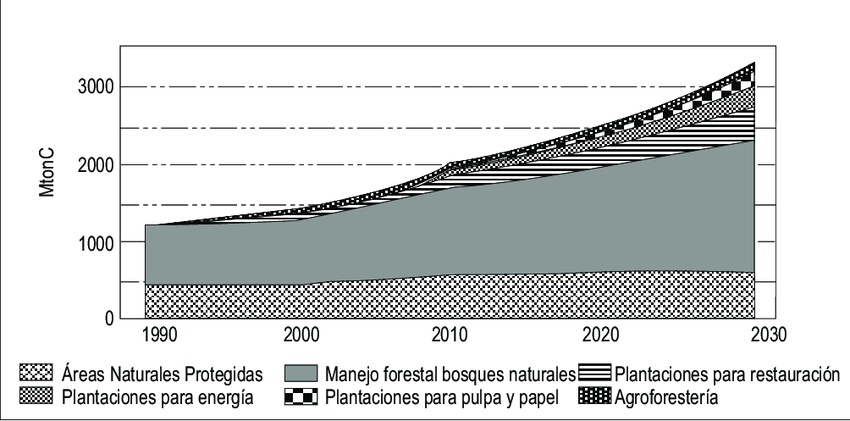 MtonC
3000
2000
1000
0
1990 2000 2010 2020 2030
Áreas Naturales Protegidas Manejo forestal bosques naturales Plantaciones para restauración
Plantaciones para energía Plantaciones para pulpa y papel Agroforestería